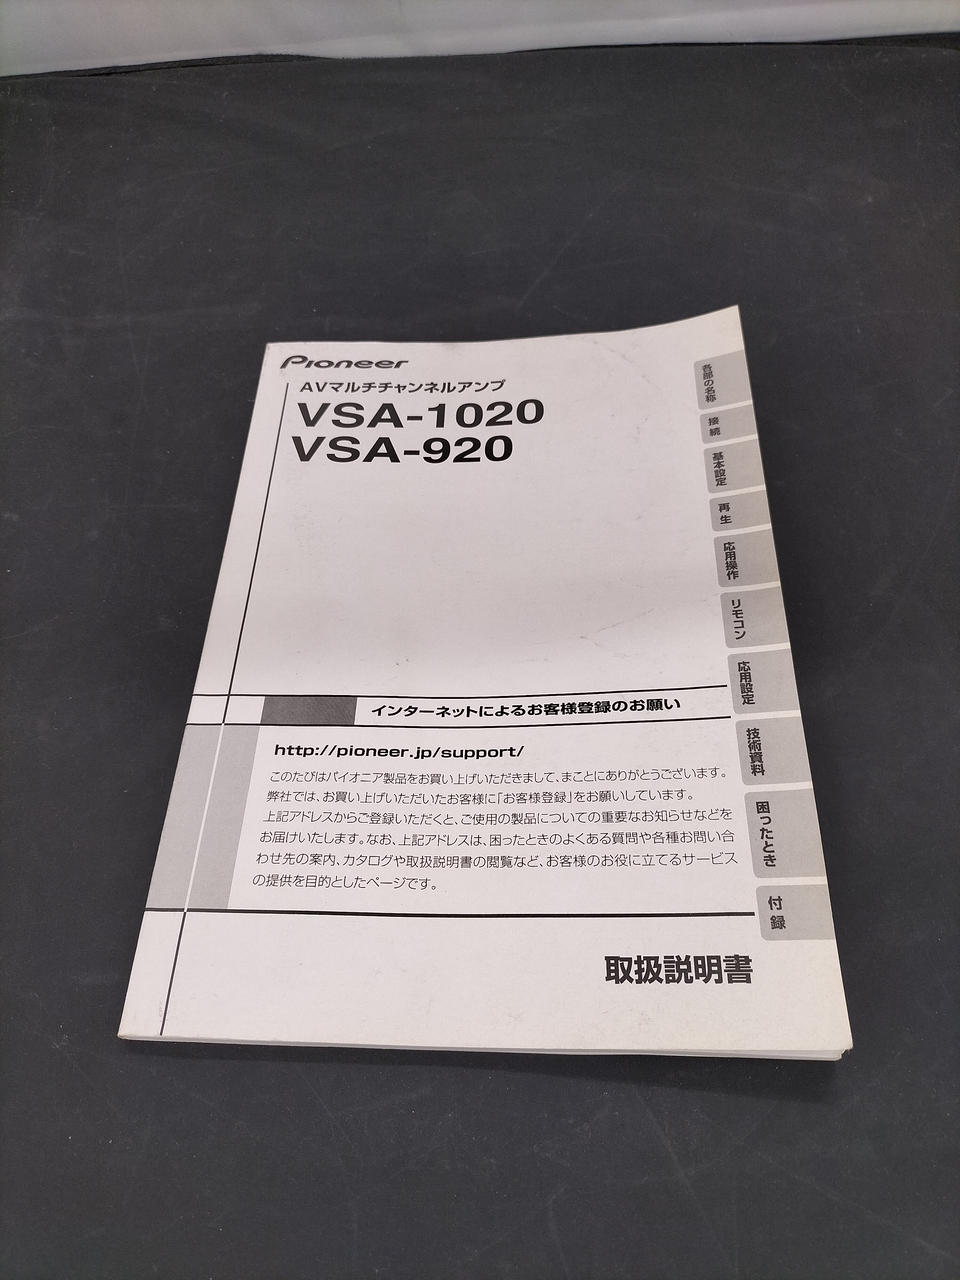 Pioneer
AVマルチチャンネルアンプ
VSA-1020
VSA-920
インターネットによるお客様登録のお願い
http://pioneer.jp/support/
このたびはパイオニア製品をお買い上げいただきまして、まことにありがとうございます。
弊社では、お買い上げいただいたお客様に「お客様登録」をお願いしています。
上記アドレスからご登録いただくと、ご使用の製品についての重要なお知らせなどを
お届けいたします。なお、上記アドレスは、困ったときのよくある質問や各種お問い合
わせ先の案内、カタログや取扱説明書の閲覧など、お客様のお役に立てるサービス
の提供を目的としたページです。
取扱説明書
各部の名称
接続
基本設定
再生
応用操作
リモコン
応用設定
技術資料
困ったとき
付録